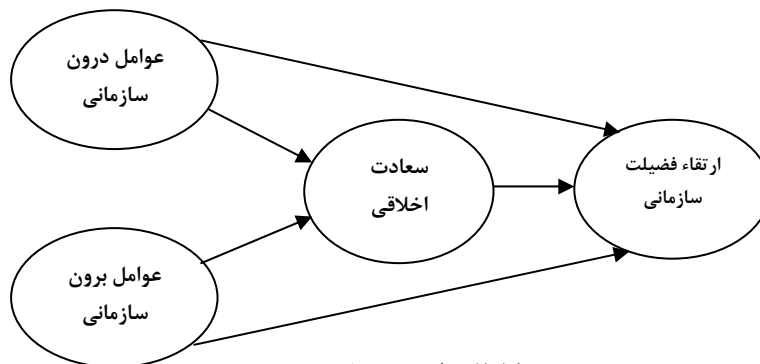 عوامل درون
سازمانی
سعادت
اخلاقی
ارتقاء فضیلت
سازمانی
عوامل برون
سازمانی